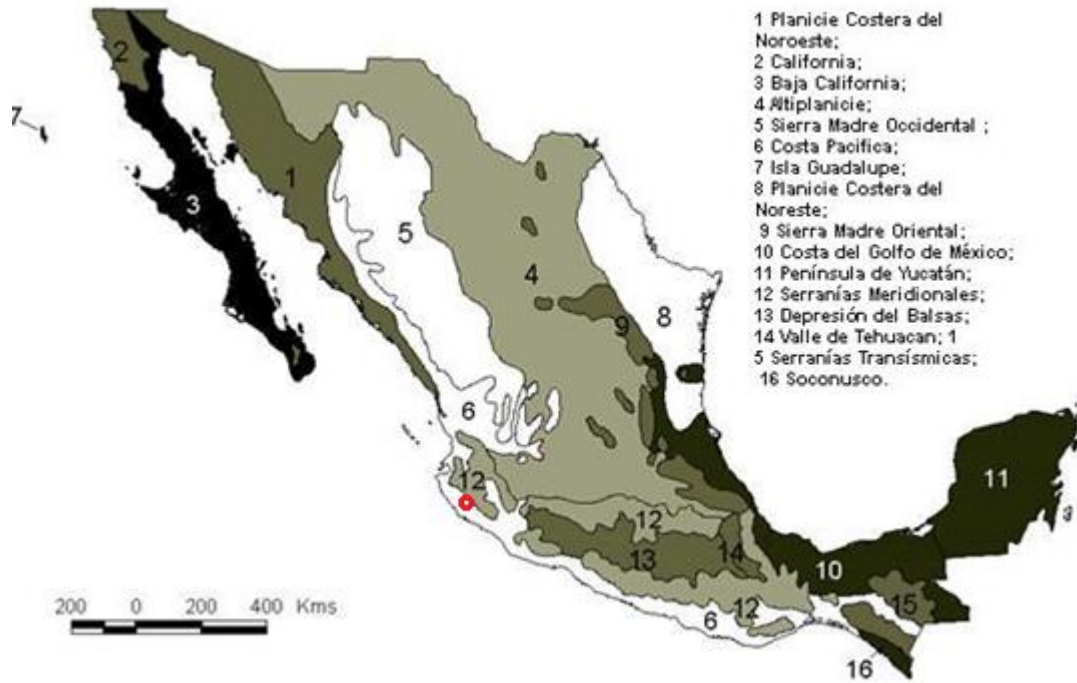 1 Planicie Costera del
Noroeste;
2 California;
3 Baja California;
4 Altiplanicie;
5 Sierra Madre Occidental ;
6 Costa Pacifica;
7 Isla Guadalupe;
8 Planicie Costera del
Noreste;
9 Sierra Madre Oriental;
10 Costa del Golfo de México;
11 Península de Yucatán;
12 Serranías Meridionales;
13 Depresión del Balsas;
14 Valle de Tehuacan; 1
5 Serranías Transísmicas;
16 Soconusco.
2
7
1
3
5
4
9
8
6
12
11
12
13
14
10
12
6
15
16
200 0 200 400 Kms